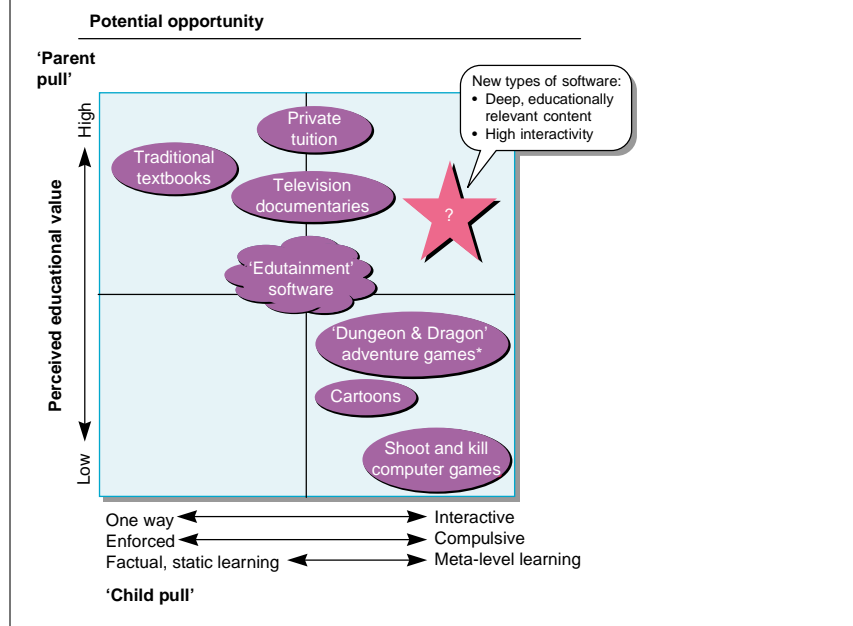 Potential opportunity
‘Parent
pull’
New types of software:
• Deep, educationally
relevant content
• High interactivity
High
Private
tuition
Traditional
textbooks
Television
documentaries
?
Perceived educational value
'Edutainment'
software
'Dungeon & Dragon'
adventure games*
Cartoons
Shoot and kill
computer games
Low
One way
Interactive
Enforced
Compulsive
Factual, static learning
Meta-level learning
‘Child pull’